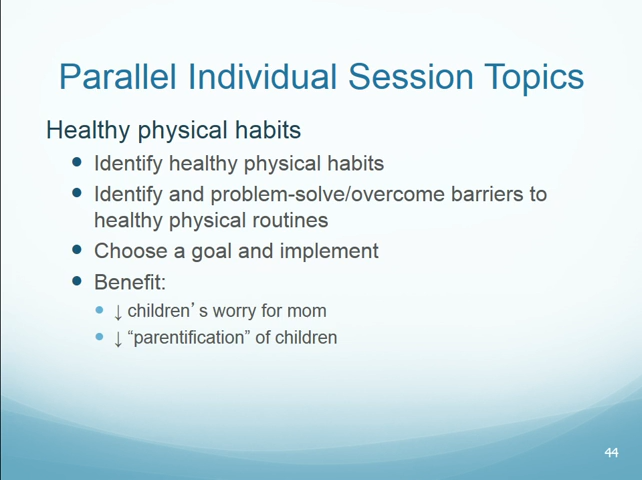 Parallel Individual Session Topics
Healthy physical habits
● Identify healthy physical habits
● Identify and problem-solve/overcome barriers to
healthy physical routines
● Choose a goal and implement
● Benefit:
● ↓ children’s worry for mom
● ↓ “parentification” of children
44